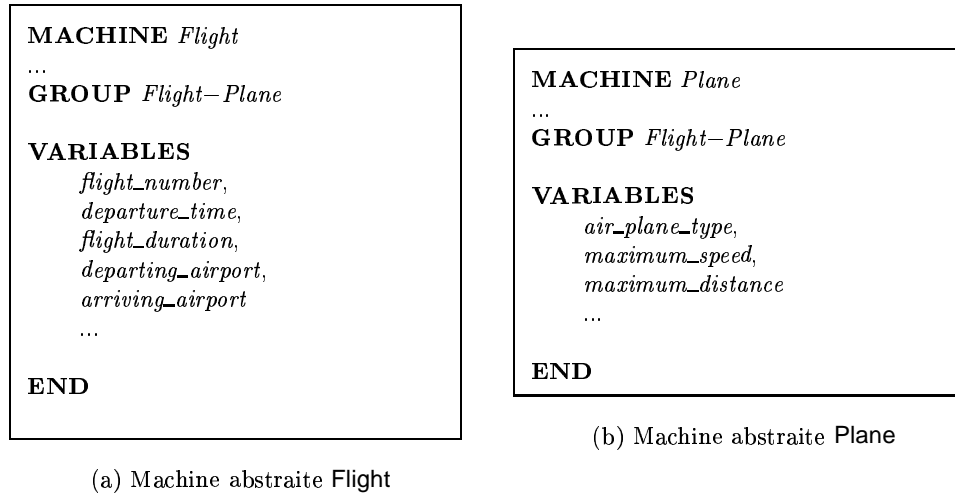 MACHINE Flight
...
GROUP Flight−Plane
VARIABLES
flight_number,
departure_time,
flight_duration,
departing_airport,
arriving_airport
...
END
(a) Machine abstraite Flight
MACHINE Plane
...
GROUP Flight−Plane
VARIABLES
air_plane_type,
maximum_speed,
maximum_distance
...
END
(b) Machine abstraite Plane